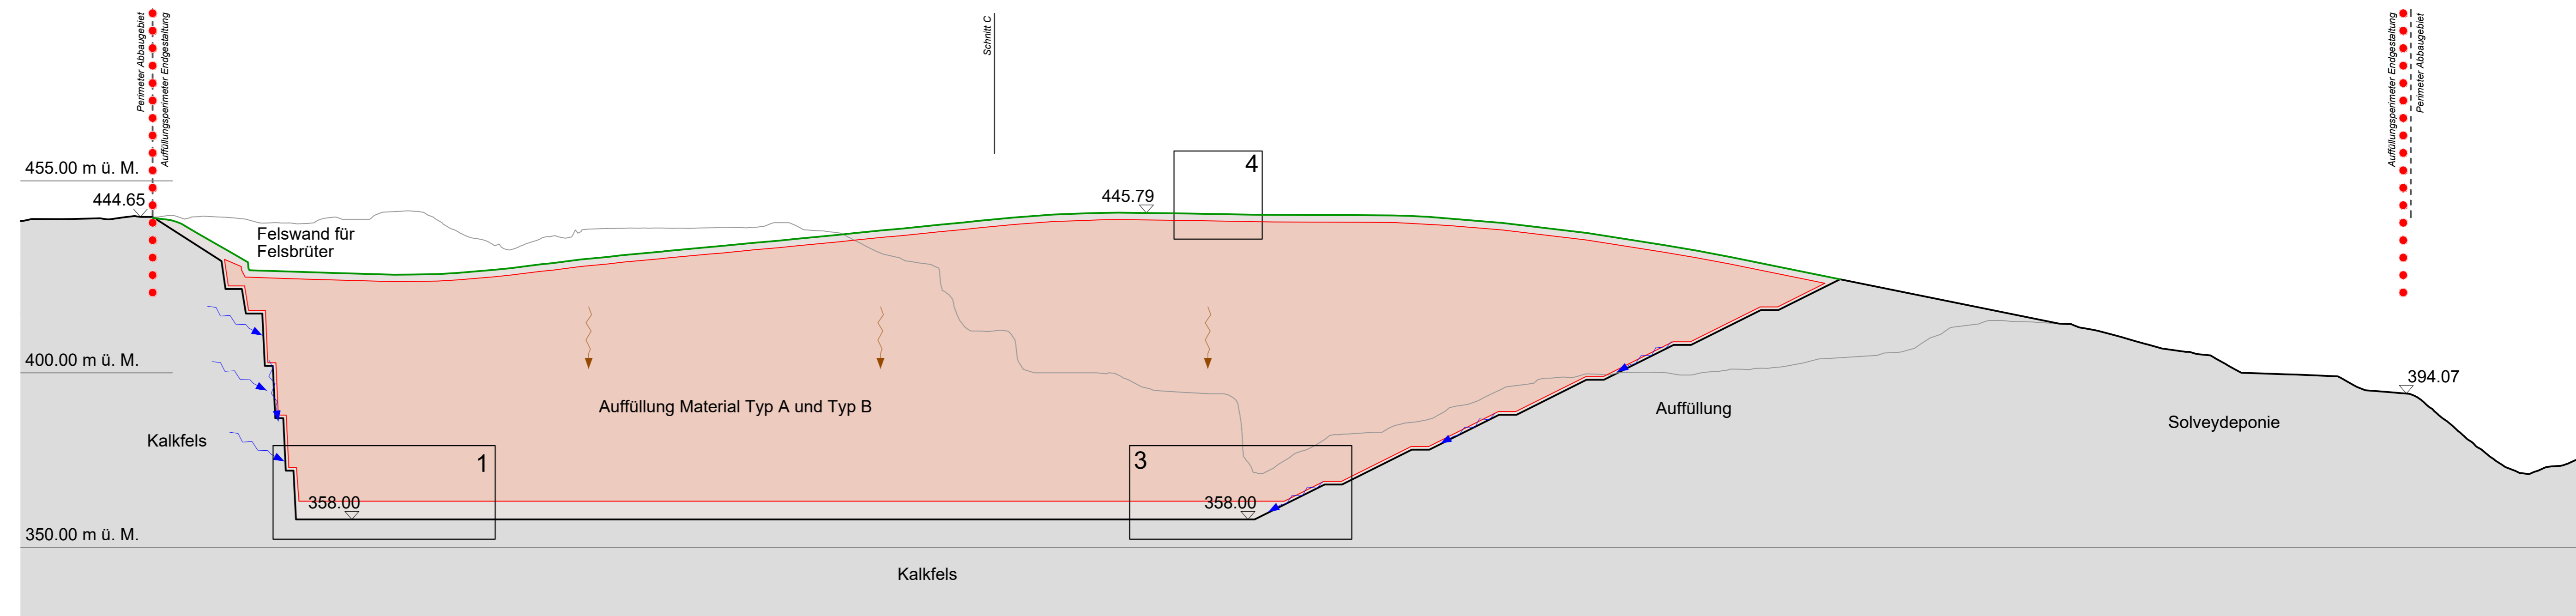 Perimeter Abbaugebiet
Auffüllungsperimeter Endgestaltung
Schnitt C
Auffüllungsperimeter Endgestaltung
Perimeter Abbaugebiet
455.00 m ü. M.
4
444.65
445.79
Felswand für
Felsbrüter
400.00 m ü. M.
394.07
Auffüllung Material Typ A und Typ B
Auffüllung
Solveydeponie
Kalkfels
1
3
358.00
358.00
350.00 m ü. M.
Kalkfels